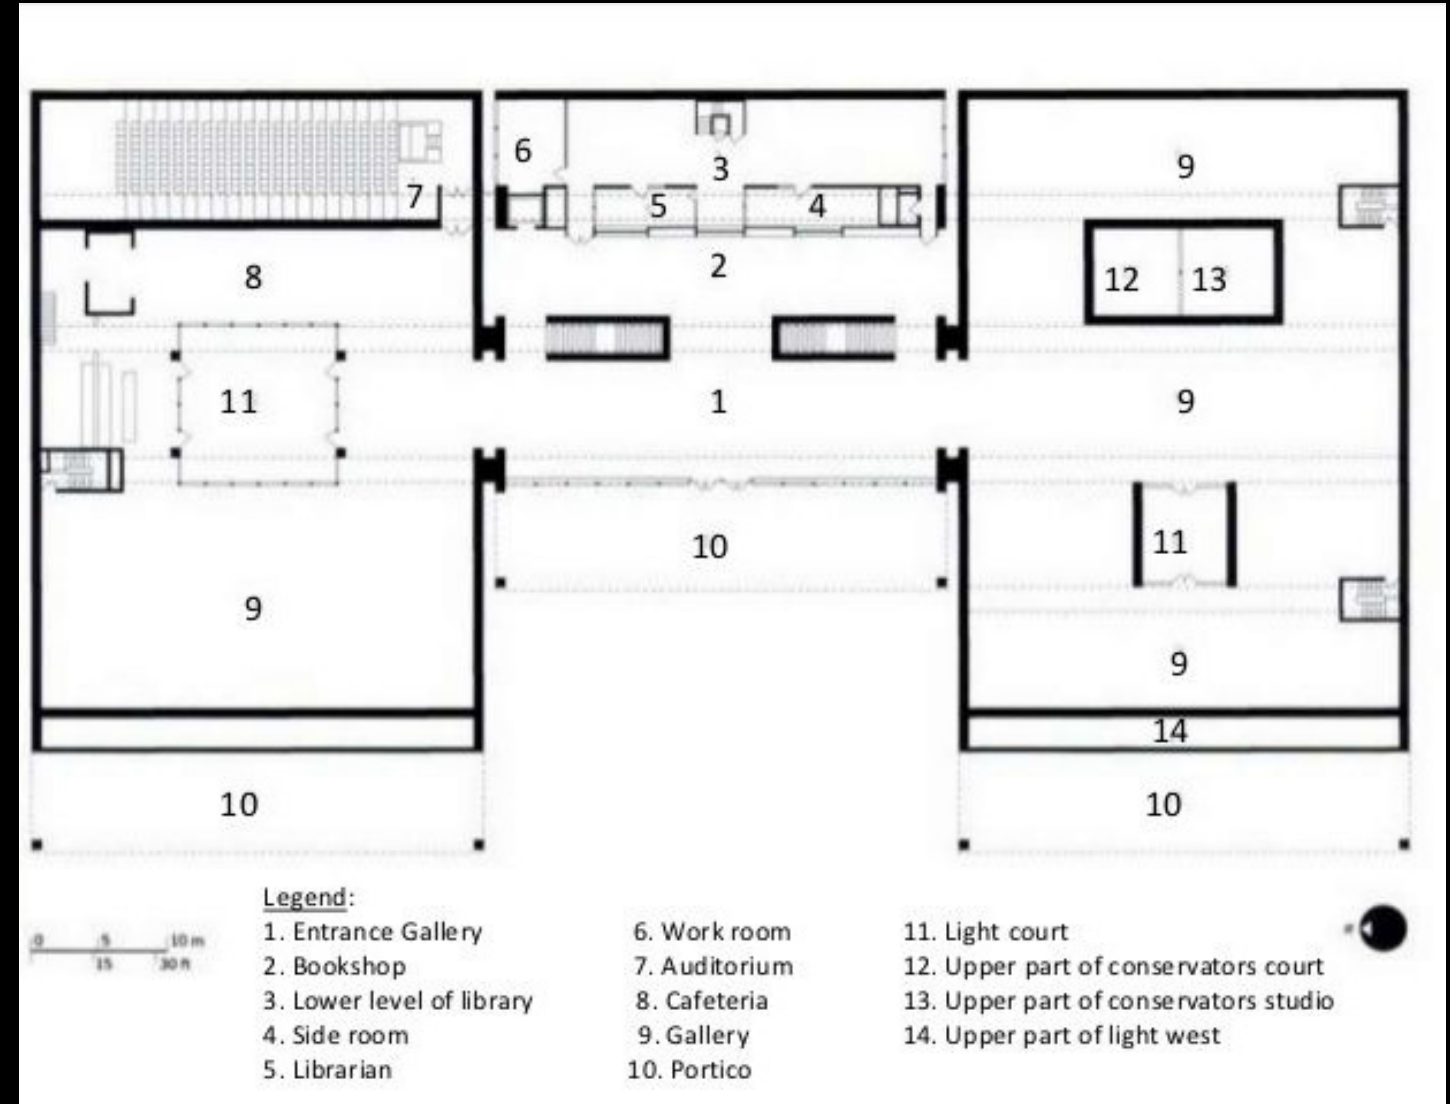 6
3
9
7
5
4
2
8
12
13
11
1
9
11
10
9
9
14
10
10
Legend:
0 5 10 m
15 30 ft
1. Entrance Gallery
2. Bookshop
3. Lower level of library
4. Side room
5. Librarian
6. Work room
7. Auditorium
8. Cafeteria
9. Gallery
10. Portico
11. Light court
12. Upper part of conservators court
13. Upper part of conservators studio
14. Upper part of light west